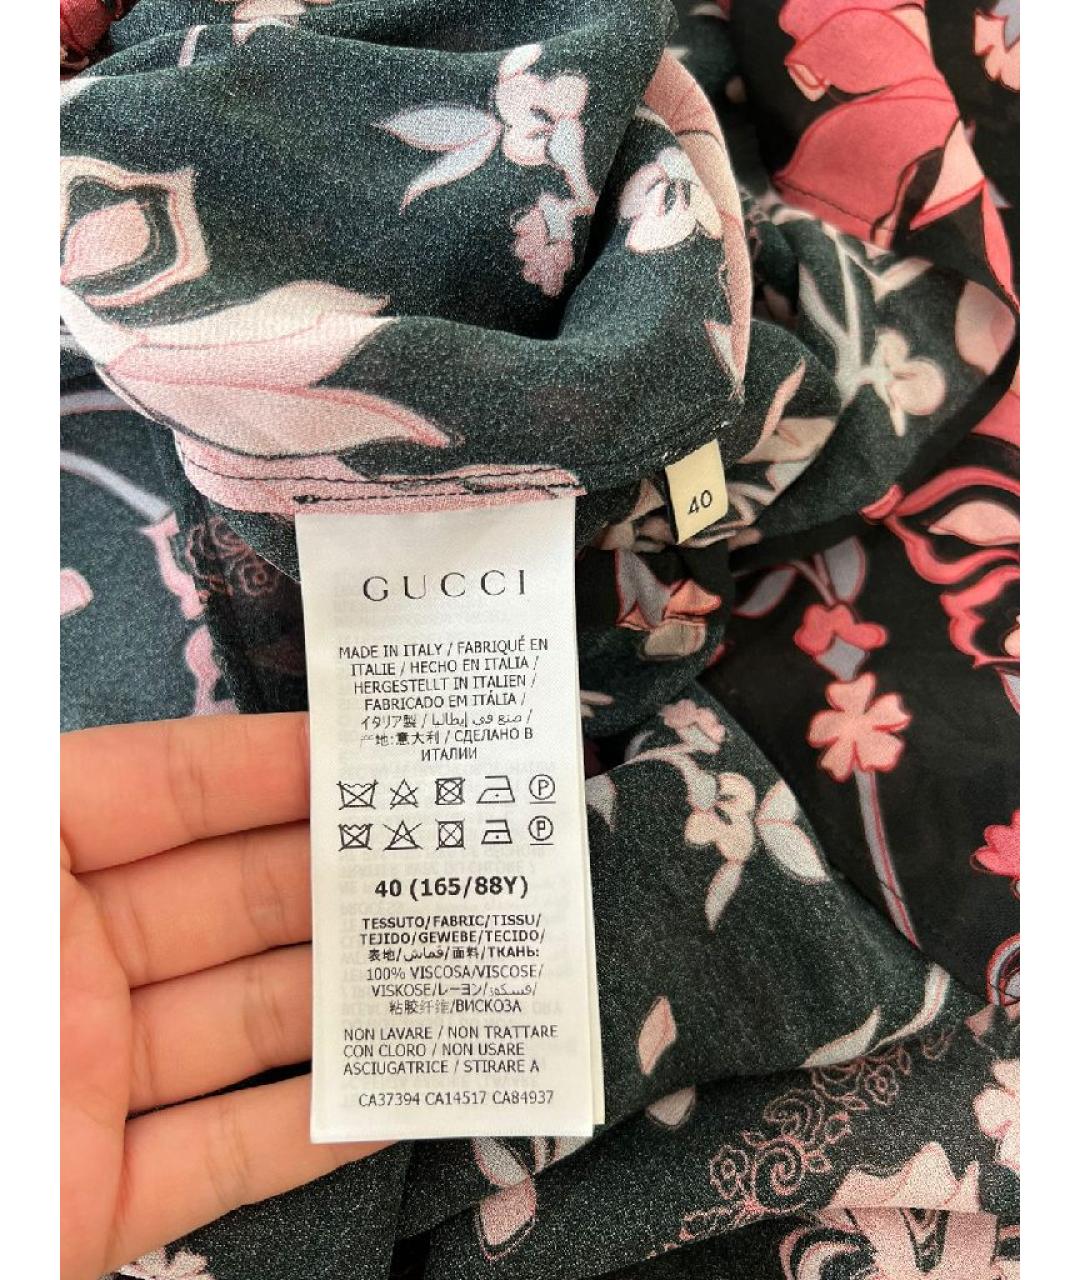 40
GUCCI
MADE IN ITALY / FABRIQUÉ EN
ITALIE / HECHO EN ITALIA /
HERGESTELLT IN ITALIEN /
FABRICADO EM ITÁLIA /
イタリア製 / صنع في إيطاليا /
产地:意大利 / СДЕЛАНО В
ИТАЛИИ
P
P
40 (165/88Y)
TESSUTO/FABRIC/TISSU/
TEJIDO/GEWEBE/TECIDO/
表地/قماش/面料/ТКАНЬ:
100% VISCOSA/VISCOSE/
VISKOSE/レーヨン/فسكوز/
粘胶纤维/ВИСКОЗА
NON LAVARE / NON TRATTARE
CON CLORO / NON USARE
ASCIUGATRICE / STIRARE A
CA37394 CA14517 CA84937